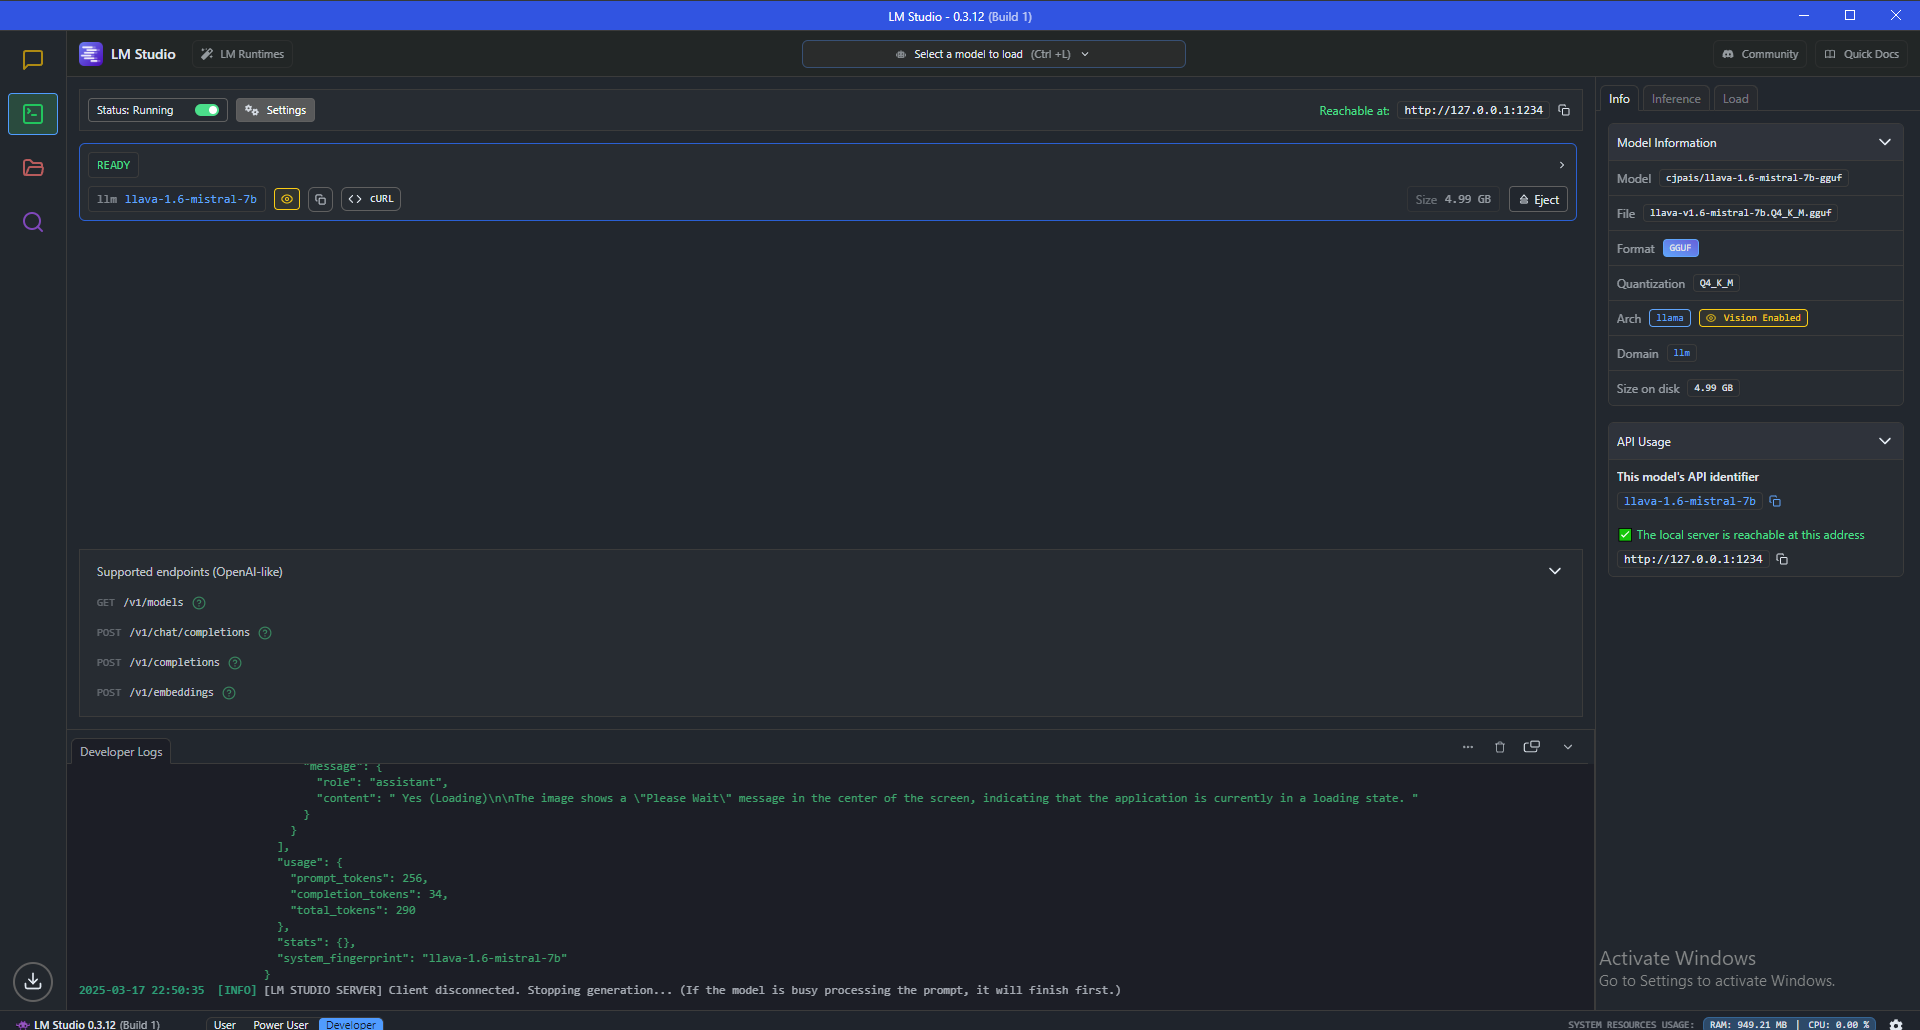 LM Studio - 0.3.12 (Build 1)
LM Studio
LM Runtimes
Select a model to load (Ctrl +L)
Community
Quick Docs
Status: Running
Settings
Reachable at: http://127.0.0.1:1234
READY
llm llava-1.6-mistral-7b
cURL
Size 4.99 GB
Eject
Supported endpoints (OpenAI-like)
GET /v1/models
POST /v1/chat/completions
POST /v1/completions
POST /v1/embeddings
Developer Logs
"message": {
"role": "assistant",
"content": " Yes (Loading)\n\nThe image shows a \"Please Wait\" message in the center of the screen, indicating that the application is currently in a loading state. "
}
}
],
"usage": {
"prompt_tokens": 256,
"completion_tokens": 34,
"total_tokens": 290
},
"stats": {},
"system_fingerprint": "llava-1.6-mistral-7b"
}
2025-03-17 22:50:35 [INFO] [LM STUDIO SERVER] Client disconnected. Stopping generation... (If the model is busy processing the prompt, it will finish first.)
Info
Inference
Load
Model Information
Model cjpais/llava-1.6-mistral-7b-gguf
File llava-v1.6-mistral-7b.Q4_K_M.gguf
Format GGUF
Quantization Q4_K_M
Arch llama Vision Enabled
Domain llm
Size on disk 4.99 GB
API Usage
This model's API identifier
llava-1.6-mistral-7b
The local server is reachable at this address
http://127.0.0.1:1234
Activate Windows
Go to Settings to activate Windows.
LM Studio 0.3.12 (Build 1)
User
Power User
Developer
SYSTEM RESOURCES USAGE: RAM: 949.21 MB | CPU: 0.00 %